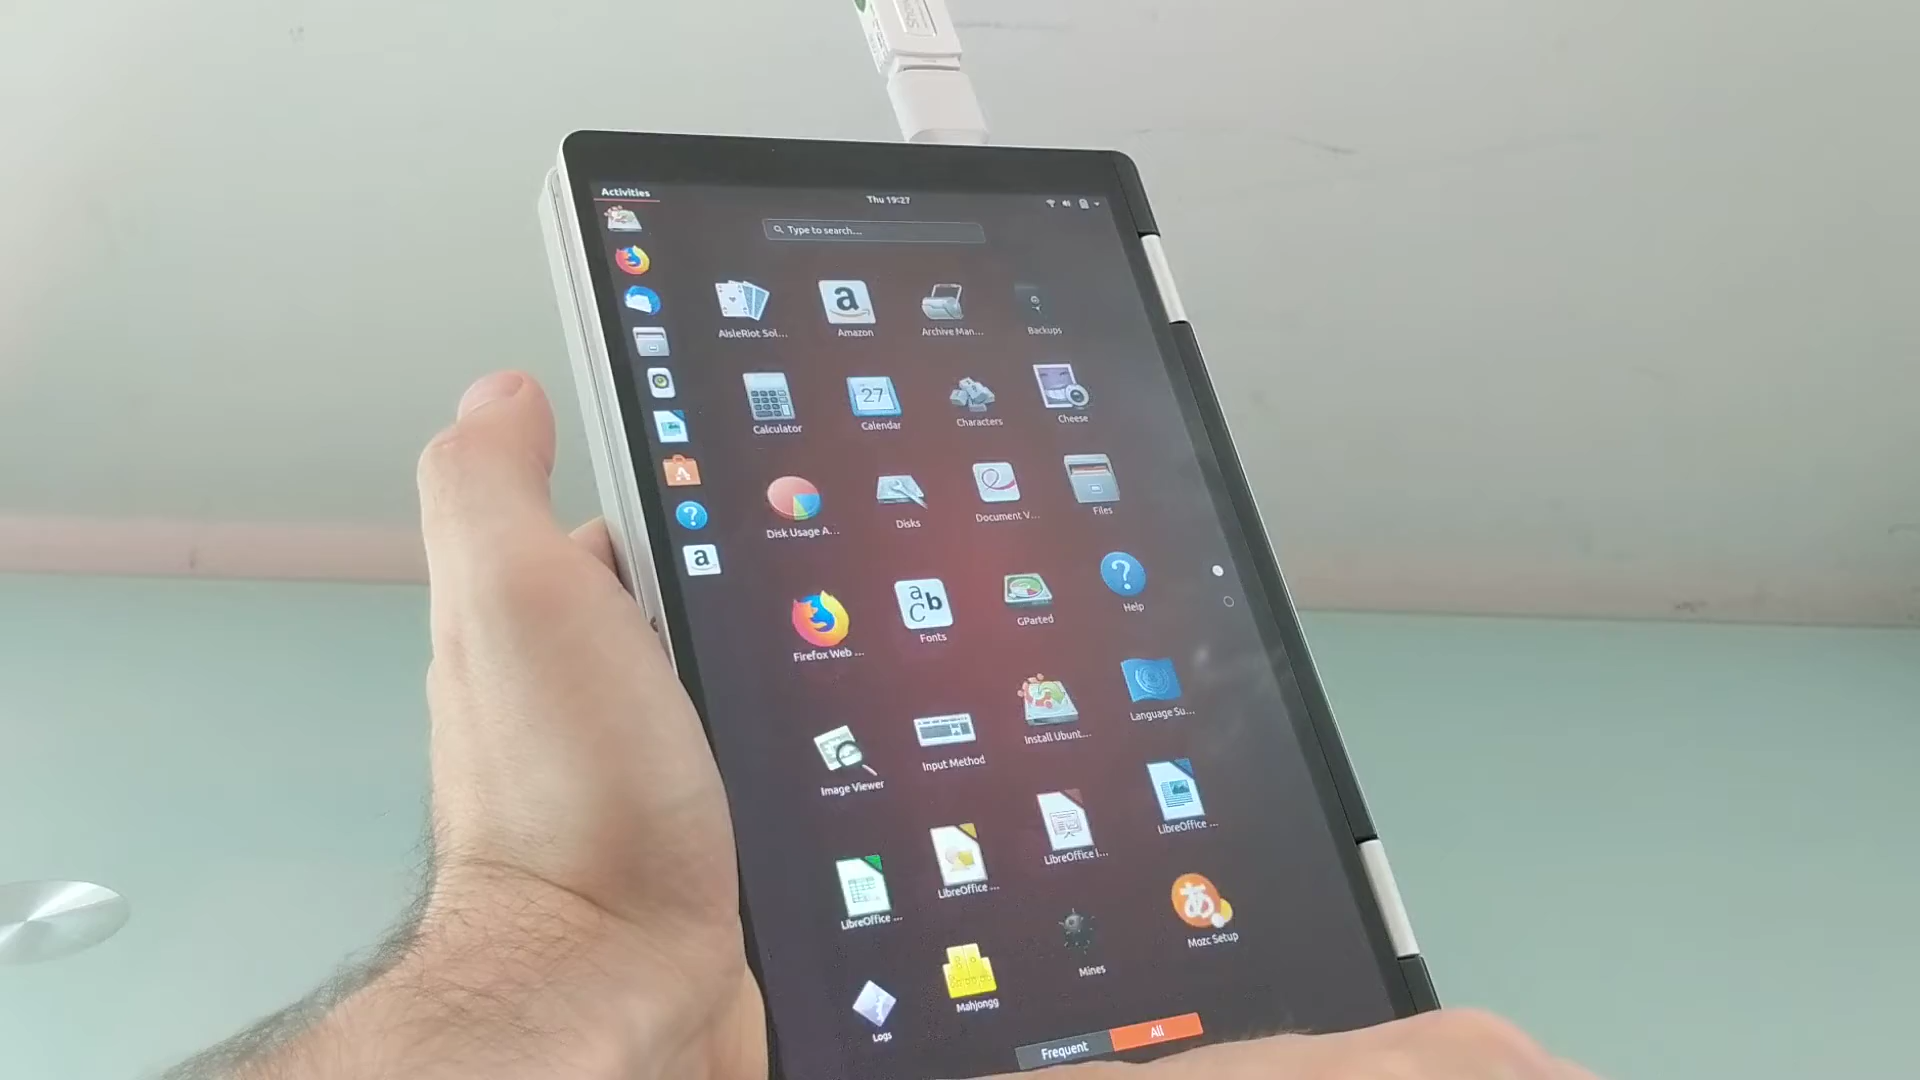 Activities
Thu 19:27
Type to search...
AisleRiot Sol...
Amazon
Archive Man...
Backups
Calculator
27
Calendar
Characters
Cheese
Disk Usage A...
Disks
Document V...
Files
Firefox Web ...
Fonts
GParted
Help
Image Viewer
Input Method
Install Ubunt...
Language Su...
LibreOffice ...
LibreOffice ...
LibreOffice I...
LibreOffice ...
Logs
Mahjongg
Mines
Mozc Setup
Frequent
All